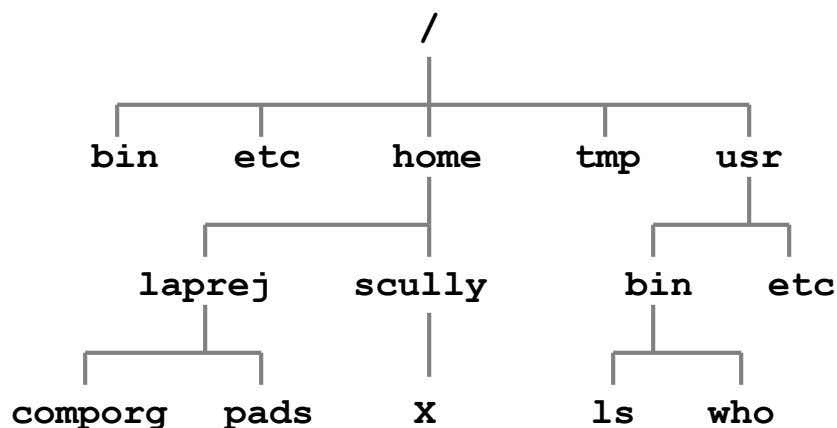 /
bin etc home tmp usr
laprej scully bin etc
comporg pads X ls who